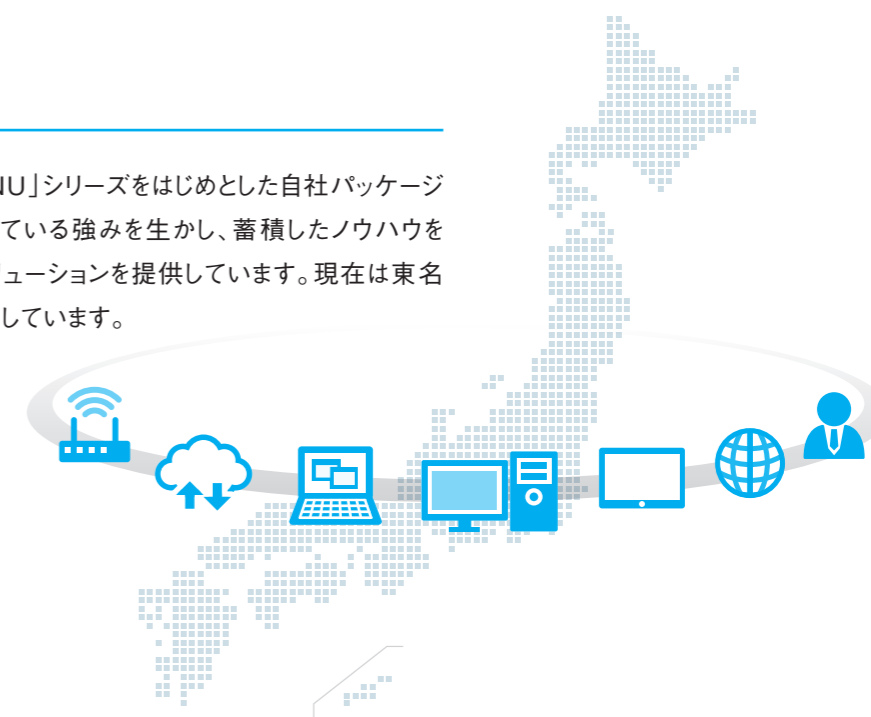 NU」シリーズをはじめとした自社パッケージ
ている強みを生かし、蓄積したノウハウを
リューションを提供しています。現在は東名
しています。